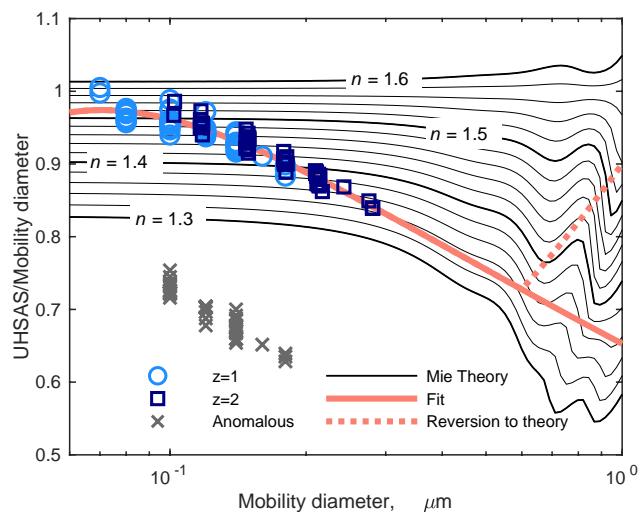 1.1
1
0.9
0.8
0.7
0.6
0.5
UHSAS/Mobility diameter
n = 1.6
n = 1.5
n = 1.4
n = 1.3
z=1
z=2
Anomalous
Mie Theory
Fit
Reversion to theory
10⁻¹
10⁰
Mobility diameter, μm